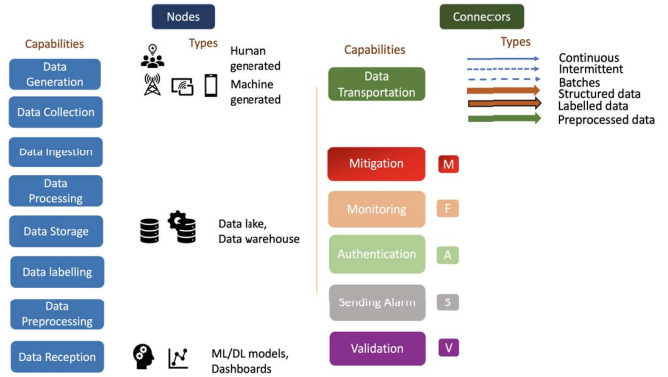 Nodes
Connectors
Capabilities
Types
Data
Generation
Data Collection
Data Ingestion
Data
Processing
Data Storage
Data labelling
Data
Preprocessing
Data Reception
Human
generated
Machine
generated
Data lake,
Data warehouse
ML/DL models,
Dashboards
Capabilities
Types
Data
Transportation
Continuous
Intermittent
Batches
Structured data
Labelled data
Preprocessed data
Mitigation
M
Monitoring
F
Authentication
A
Sending Alarm
S
Validation
V